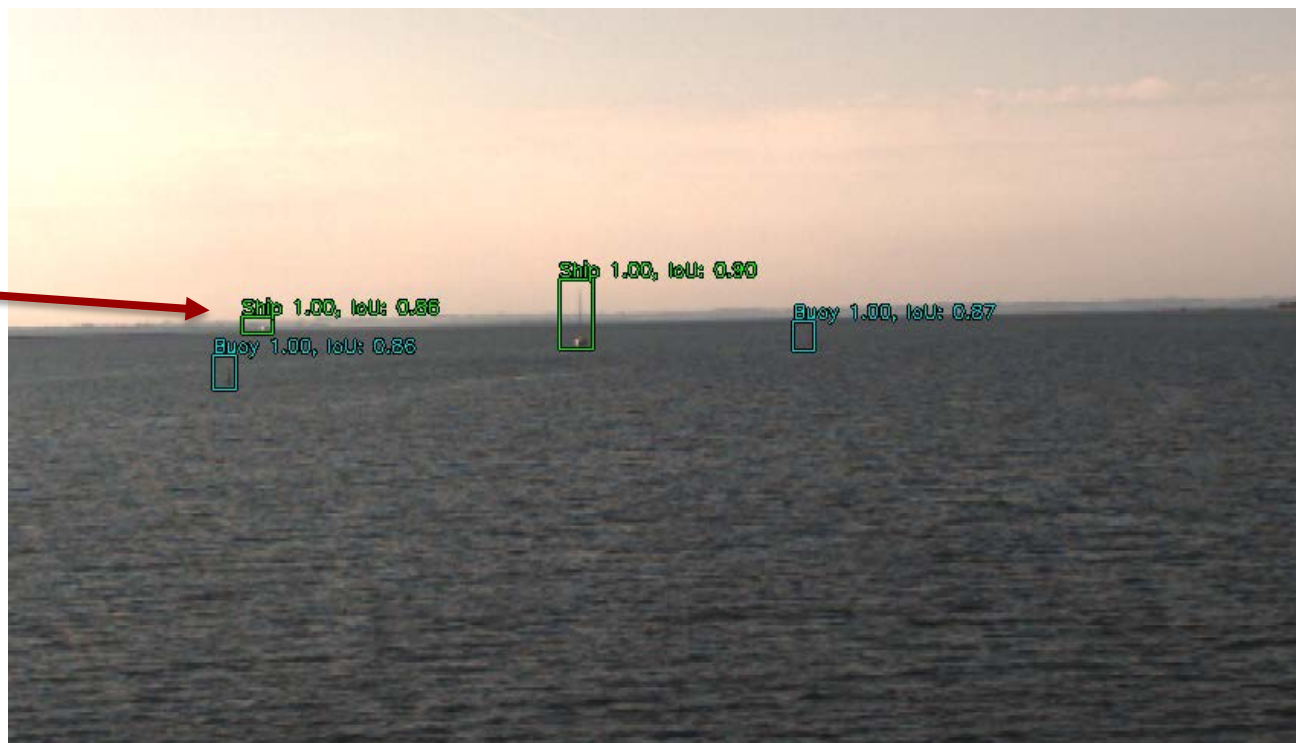 Ship 1.00, IoU: 0.90
Ship 1.00, IoU: 0.86
Buoy 1.00, IoU: 0.87
Buoy 1.00, IoU: 0.86